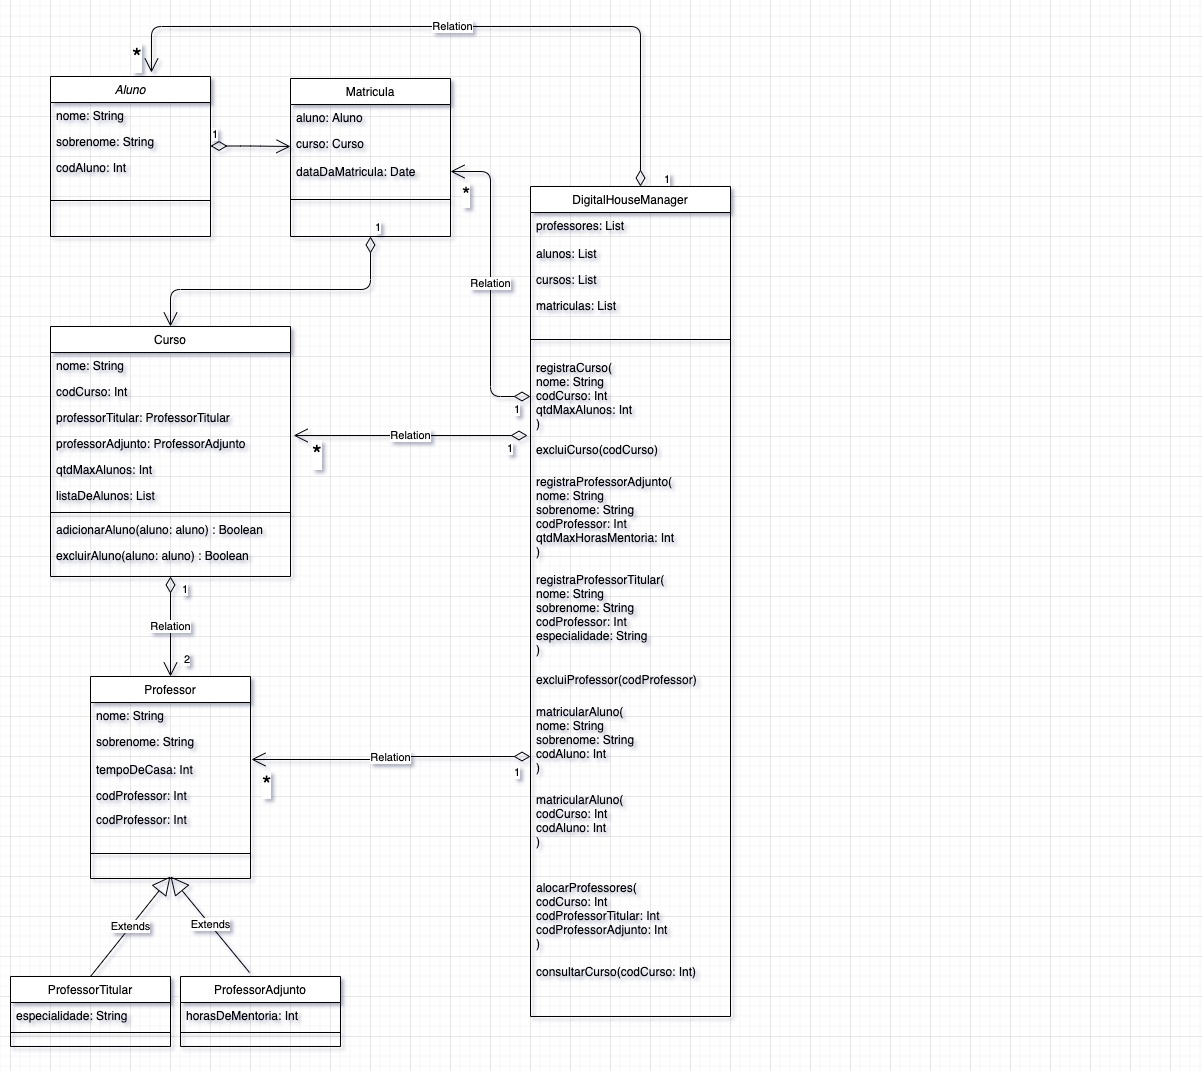 Relation
*
Aluno
nome: String
sobrenome: String
codAluno: Int
1
Matricula
aluno: Aluno
curso: Curso
dataDaMatricula: Date
1
*
Relation
1
DigitalHouseManager
professores: List
alunos: List
cursos: List
matriculas: List
registraCurso(
nome: String
codCurso: Int
qtdMaxAlunos: Int
)
excluiCurso(codCurso)
registraProfessorAdjunto(
nome: String
sobrenome: String
codProfessor: Int
qtdMaxHorasMentoria: Int
)
registraProfessorTitular(
nome: String
sobrenome: String
codProfessor: Int
especialidade: String
)
excluiProfessor(codProfessor)
matricularAluno(
nome: String
sobrenome: String
codAluno: Int
)
matricularAluno(
codCurso: Int
codAluno: Int
)
alocarProfessores(
codCurso: Int
codProfessorTitular: Int
codProfessorAdjunto: Int
)
consultarCurso(codCurso: Int)
1
Relation
*
1
Curso
nome: String
codCurso: Int
professorTitular: ProfessorTitular
professorAdjunto: ProfessorAdjunto
qtdMaxAlunos: Int
listaDeAlunos: List
adicionarAluno(aluno: aluno) : Boolean
excluirAluno(aluno: aluno) : Boolean
1
Relation
2
Professor
nome: String
sobrenome: String
tempoDeCasa: Int
codProfessor: Int
codProfessor: Int
Relation
*
1
Extends
Extends
ProfessorTitular
especialidade: String
ProfessorAdjunto
horasDeMentoria: Int